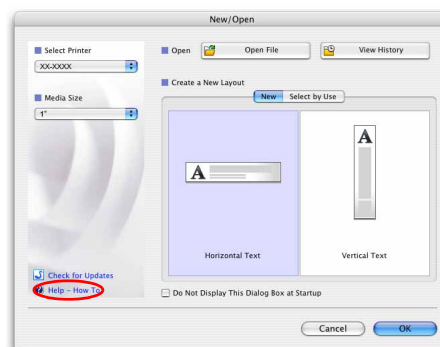 New/Open
Select Printer
XX-XXXX
Media Size
1"
Check for Updates
Help - How To
Open
Open File
View History
Create a New Layout
New
Select by Use
A
Horizontal Text
A
Vertical Text
Do Not Display This Dialog Box at Startup
Cancel
OK